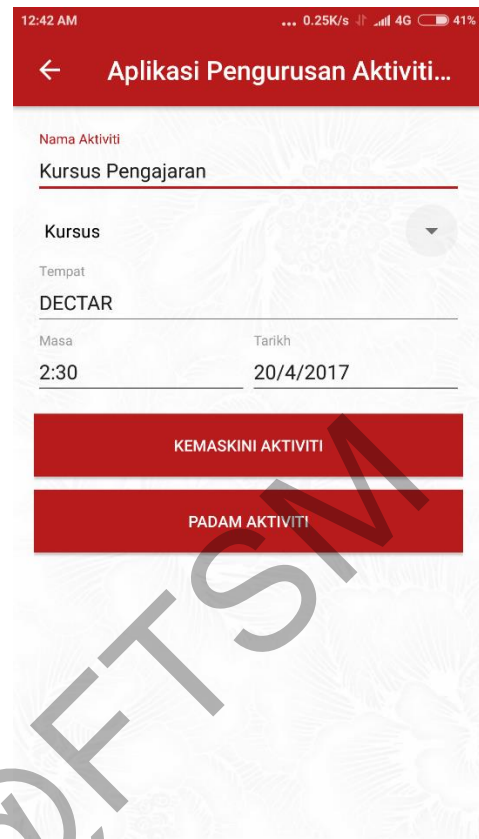 12:42 AM ... 0.25K/s 4G 41%
Aplikasi Pengurusan Aktiviti...
Nama Aktiviti
Kursus Pengajaran
Kursus
Tempat
DECTAR
Masa Tarikh
2:30 20/4/2017
KEMASKINI AKTIVITI
PADAM AKTIVITI
@FTSM